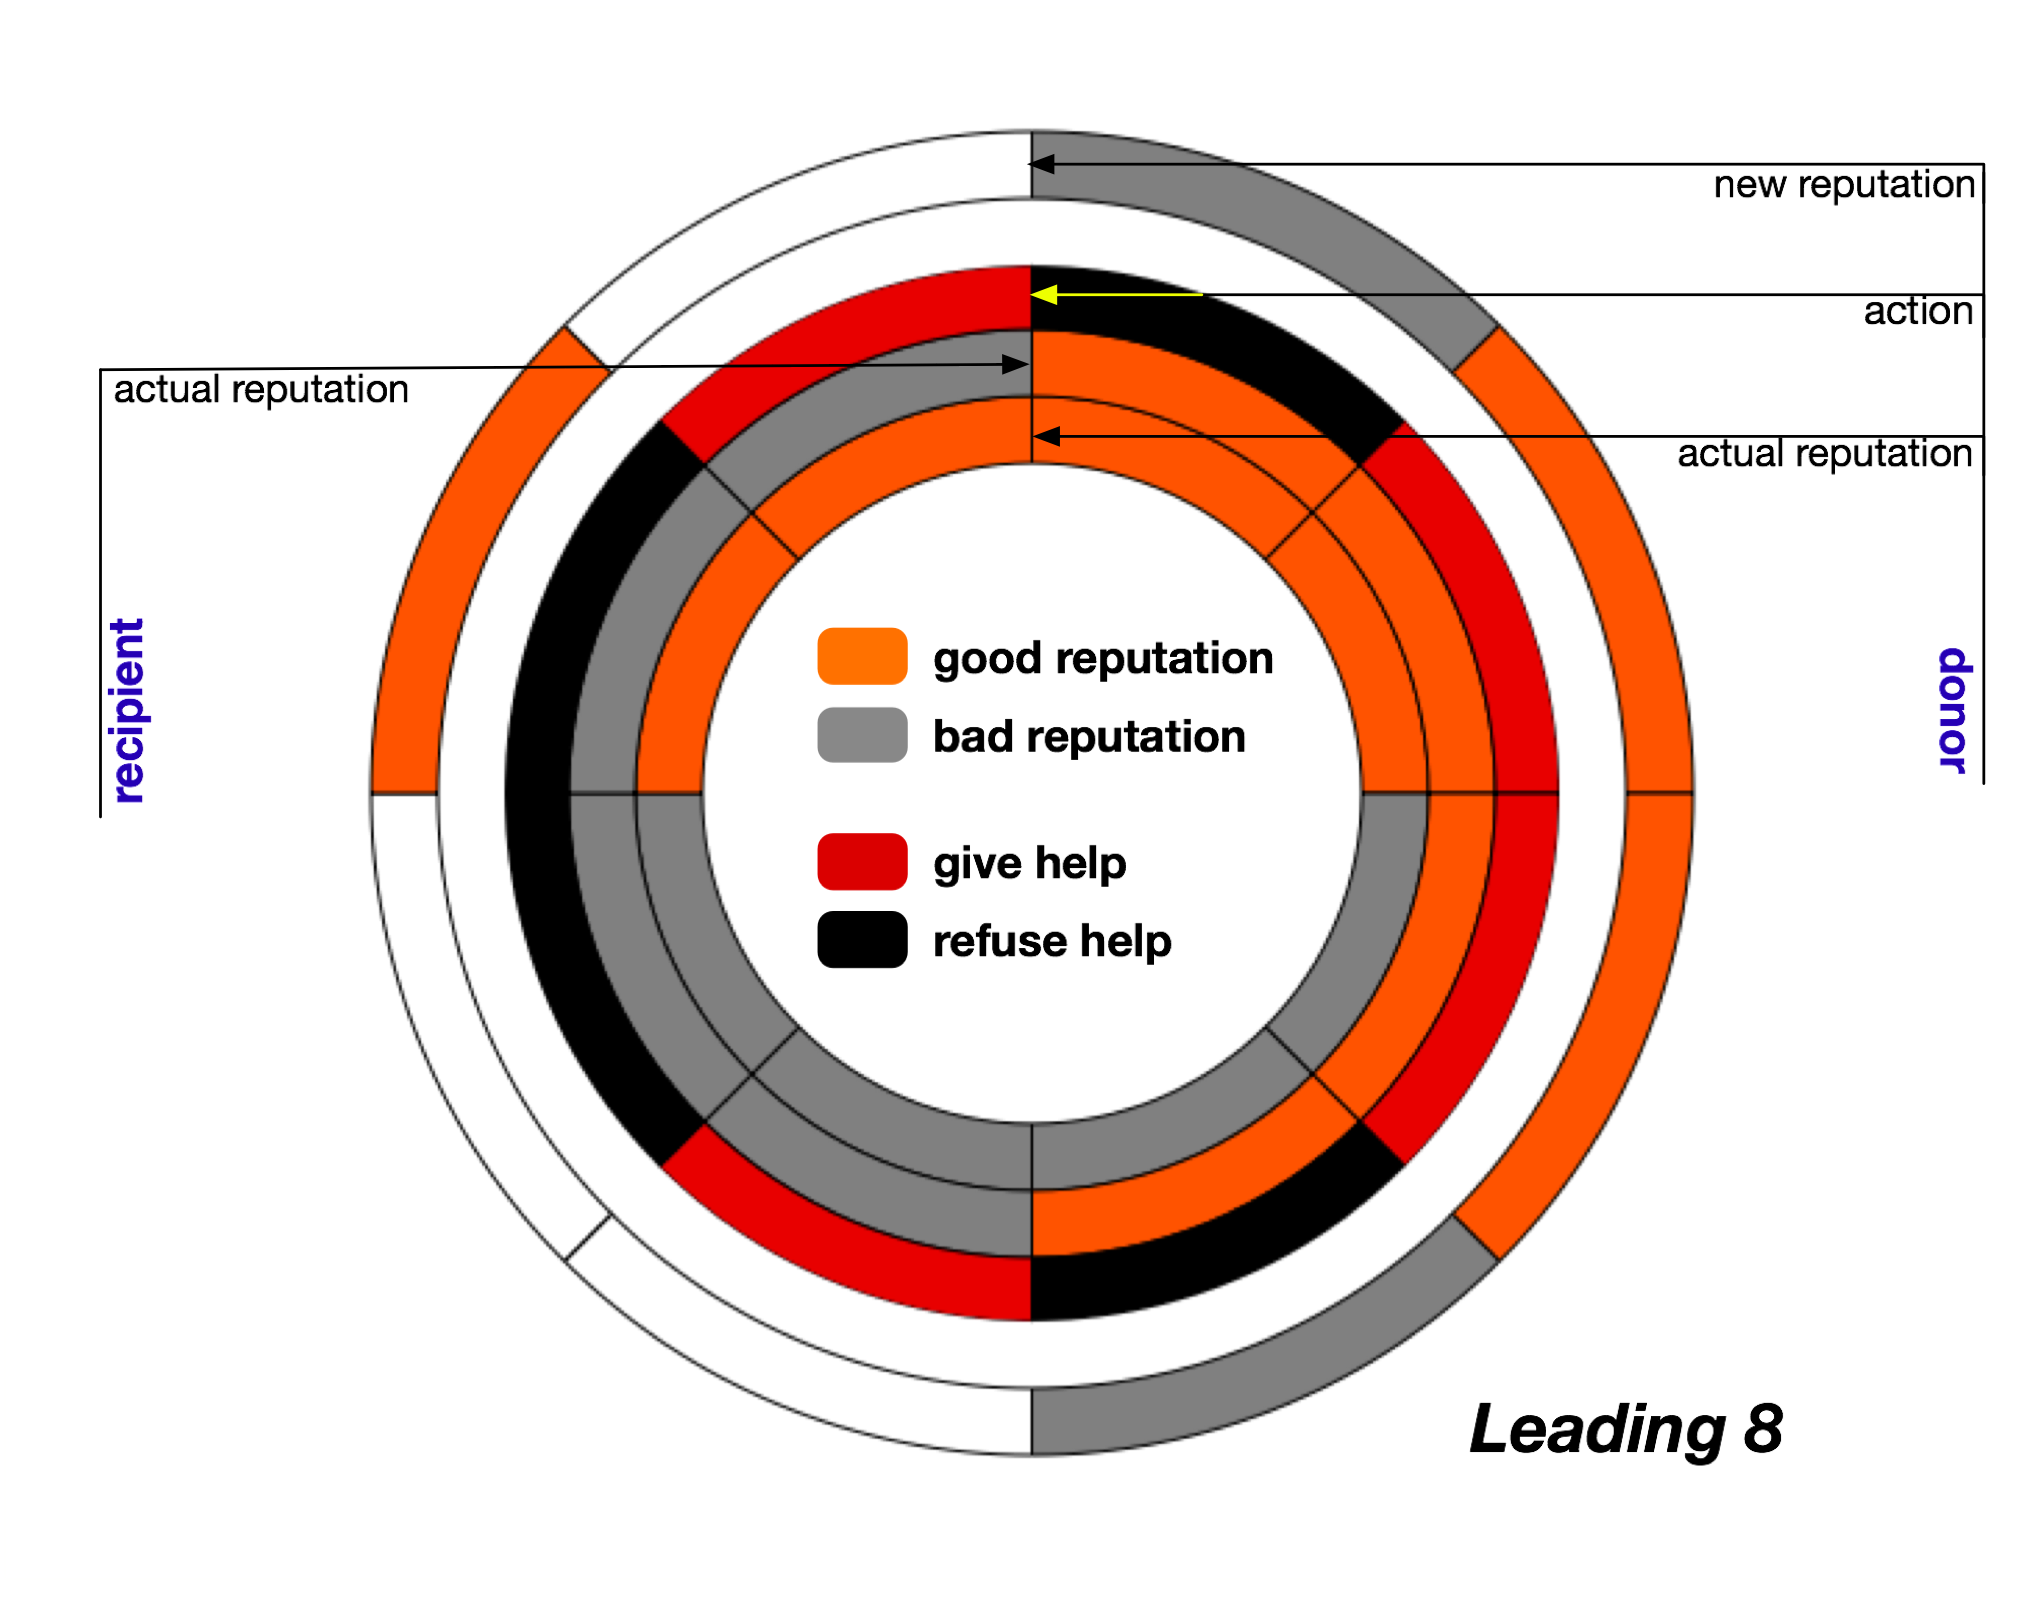 new reputation
action
actual reputation
actual reputation
recipient
donor
good reputation
bad reputation
give help
refuse help
Leading 8